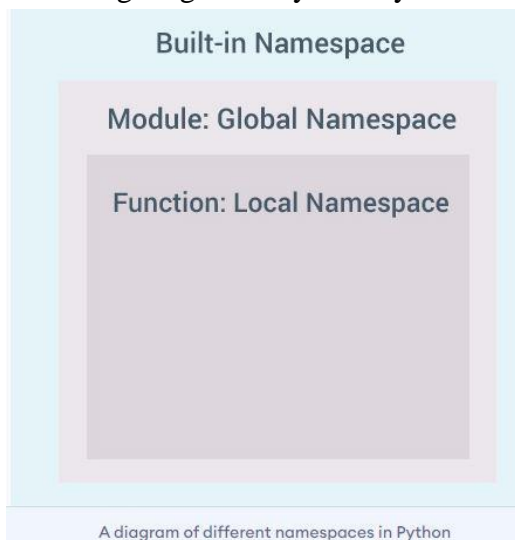 Built-in Namespace
Module: Global Namespace
Function: Local Namespace
A diagram of different namespaces in Python